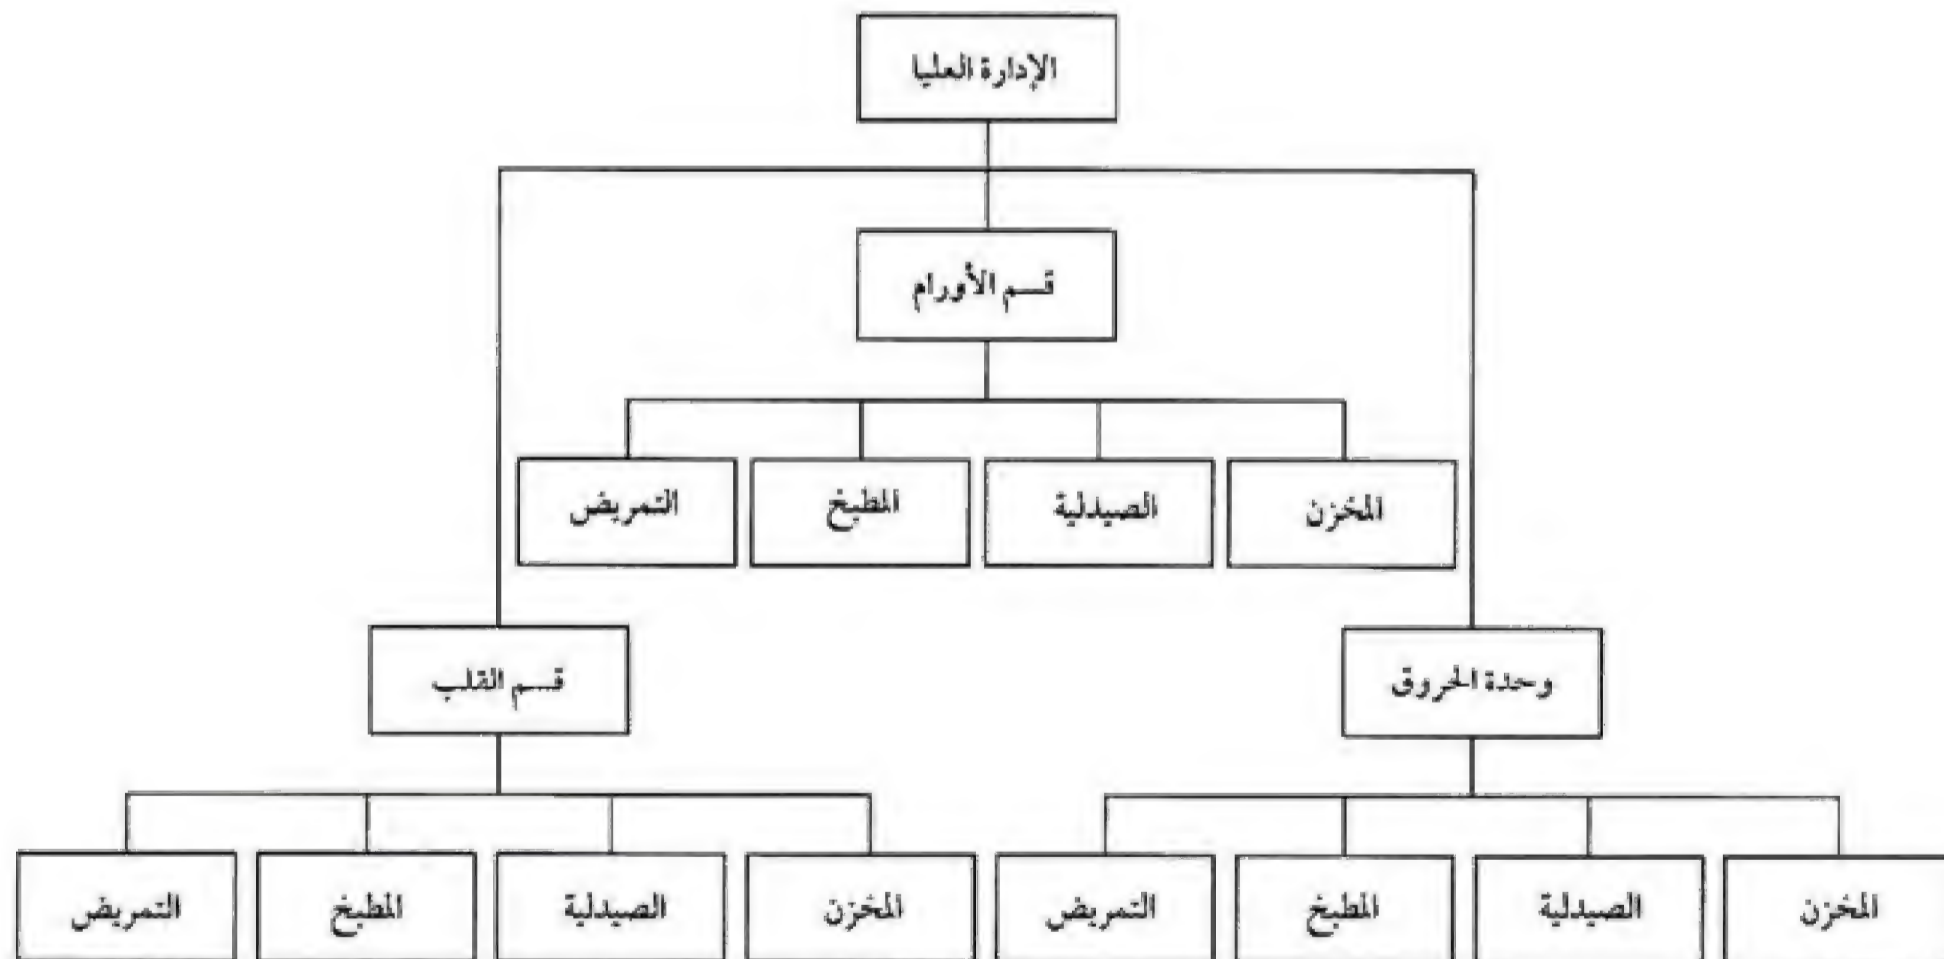 الإدارة العليا
قسم الأورام
المخزن
الصيدلية
المطبخ
التمريض
وحدة الحروق
قسم القلب
المخزن
الصيدلية
المطبخ
التمريض
المخزن
الصيدلية
المطبخ
التمريض